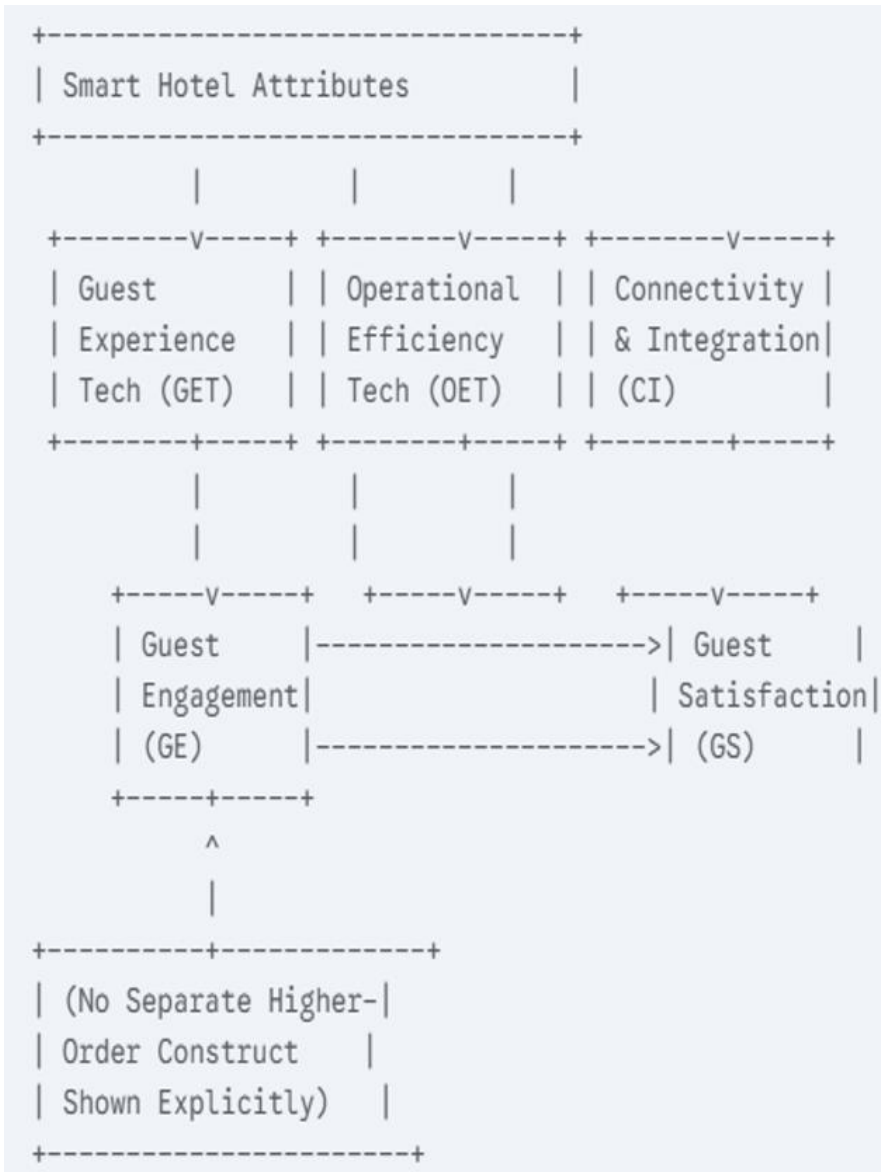 +---------------------------------+
| Smart Hotel Attributes          |
+---------------------------------+
          |         |         |
 +--------v-----+ +--------v-----+ +--------v-----+
 | Guest        | | Operational  | | Connectivity |
 | Experience   | | Efficiency   | | & Integration|
 | Tech (GET)   | | Tech (OET)   | | (CI)         |
 +--------+-----+ +--------+-----+ +--------+-----+
          |         |         |
          |         |         |
     +-----v-----+   +-----v-----+   +-----v-----+
     | Guest     |--------------------->| Guest     |
     | Engagement|                     | Satisfaction|
     | (GE)      |--------------------->| (GS)      |
     +-----+-----+
           ^
           |
+----------+-------------+
| (No Separate Higher-|
| Order Construct    |
| Shown Explicitly)   |
+-----------------------+